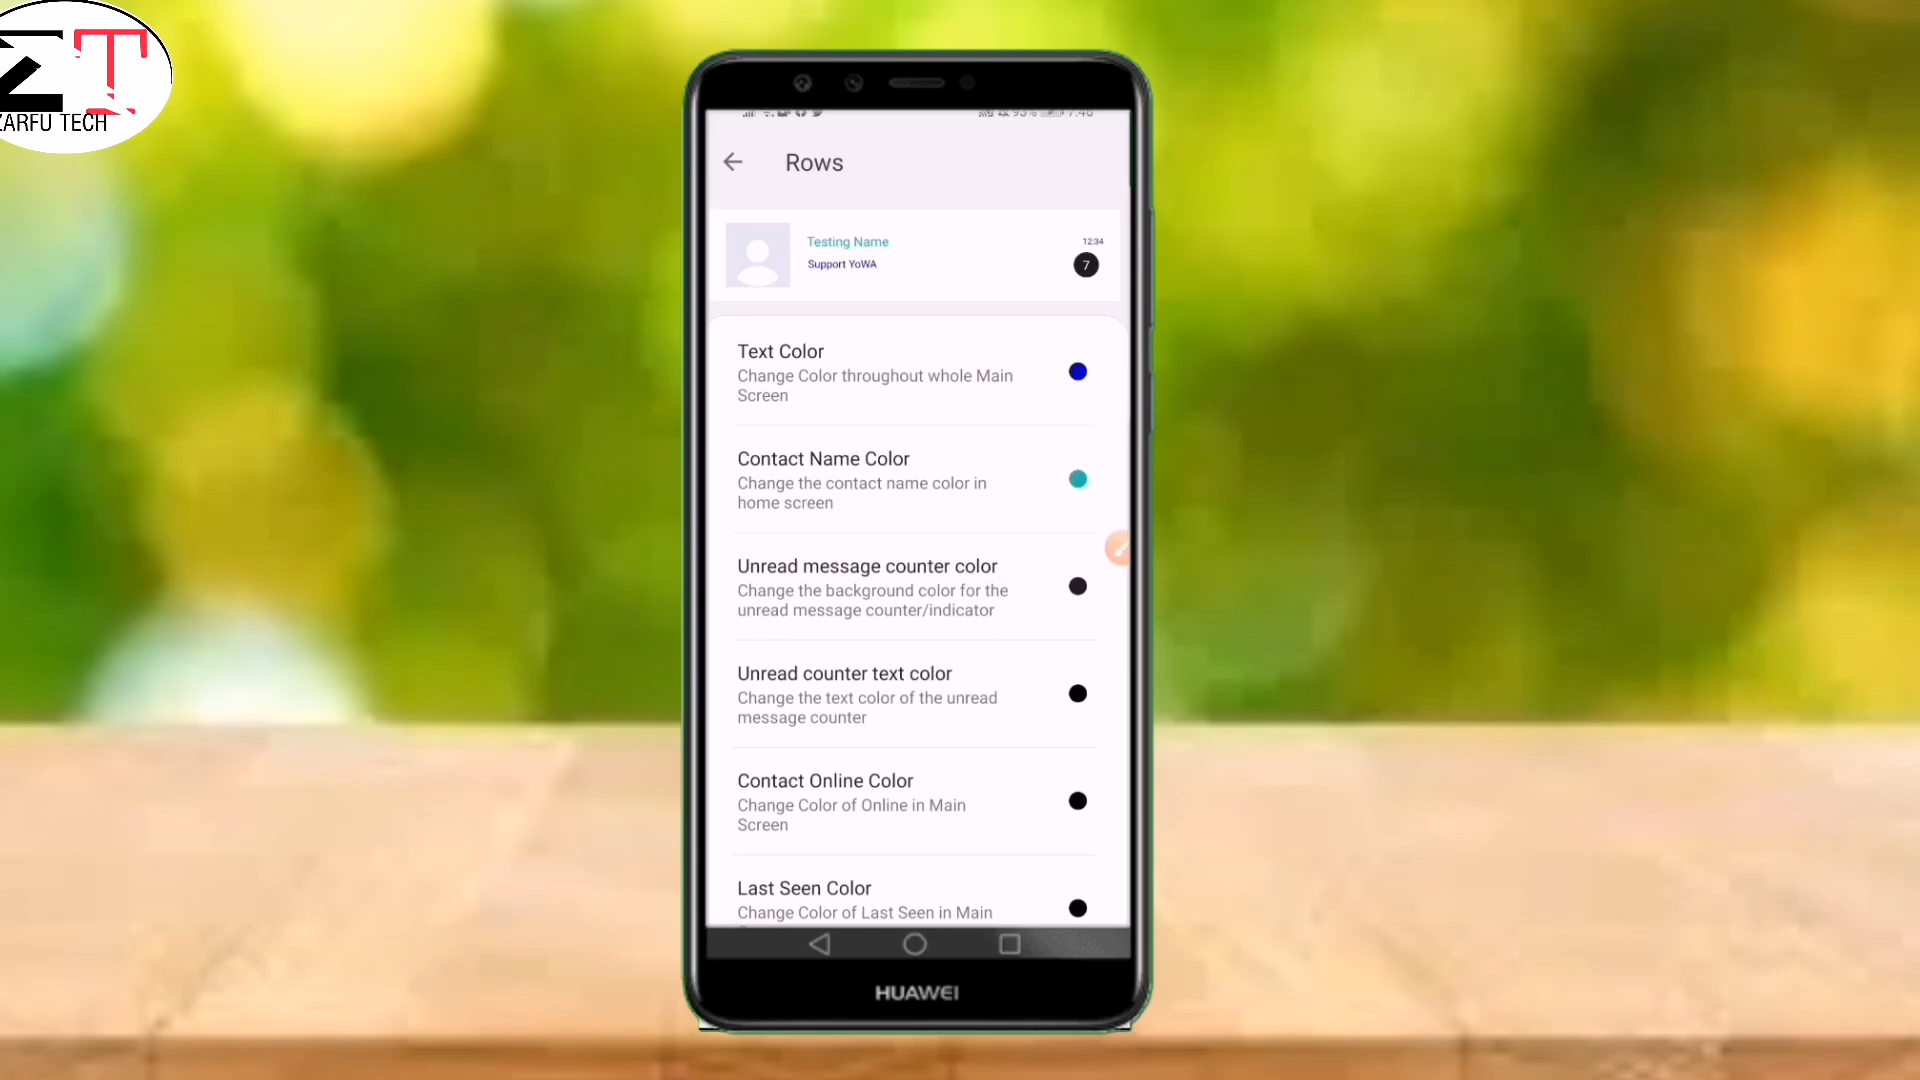 ZT
ZARFU TECH
Rows
Testing Name
12:34
Support YoWA
7
Text Color
Change Color throughout whole Main
Screen
Contact Name Color
Change the contact name color in
home screen
Unread message counter color
Change the background color for the
unread message counter/indicator
Unread counter text color
Change the text color of the unread
message counter
Contact Online Color
Change Color of Online in Main
Screen
Last Seen Color
Change Color of Last Seen in Main
HUAWEI